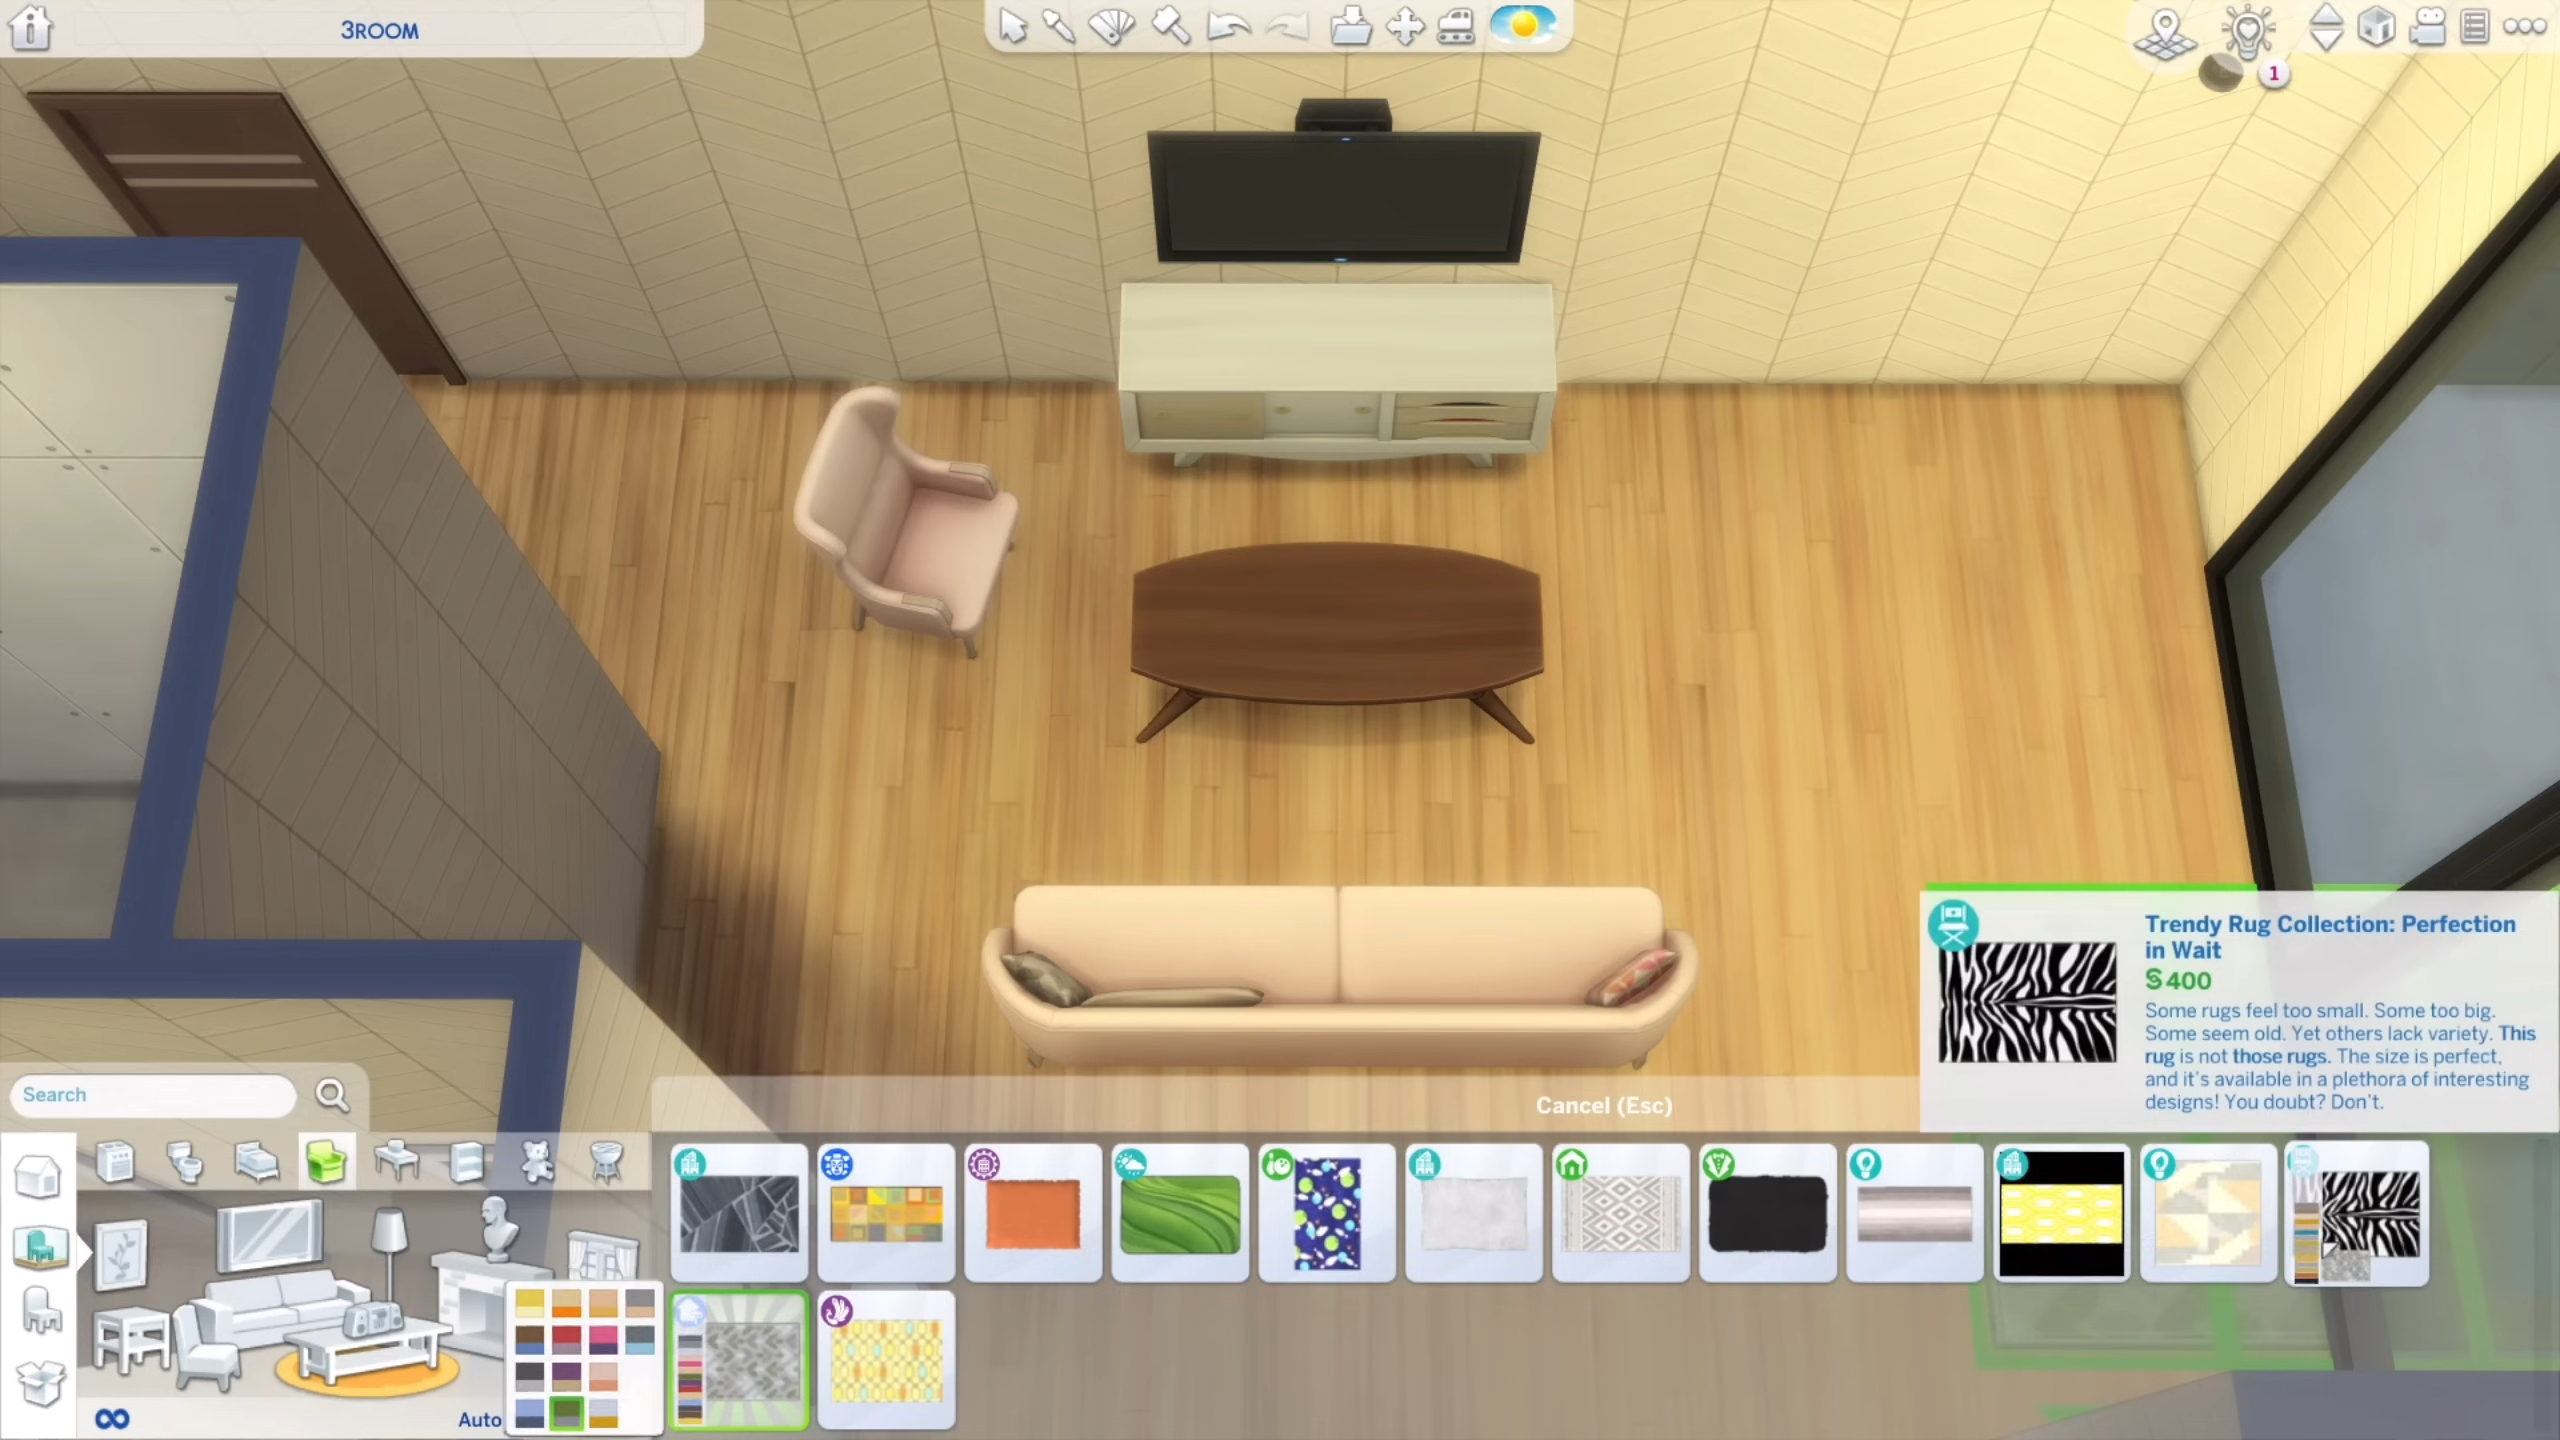 3ROOM
1
Trendy Rug Collection: Perfection
in Wait
§400
Some rugs feel too small. Some too big.
Some seem old. Yet others lack variety. This
rug is not those rugs. The size is perfect,
and it's available in a plethora of interesting
designs! You doubt? Don't.
Search
Cancel (Esc)
Auto